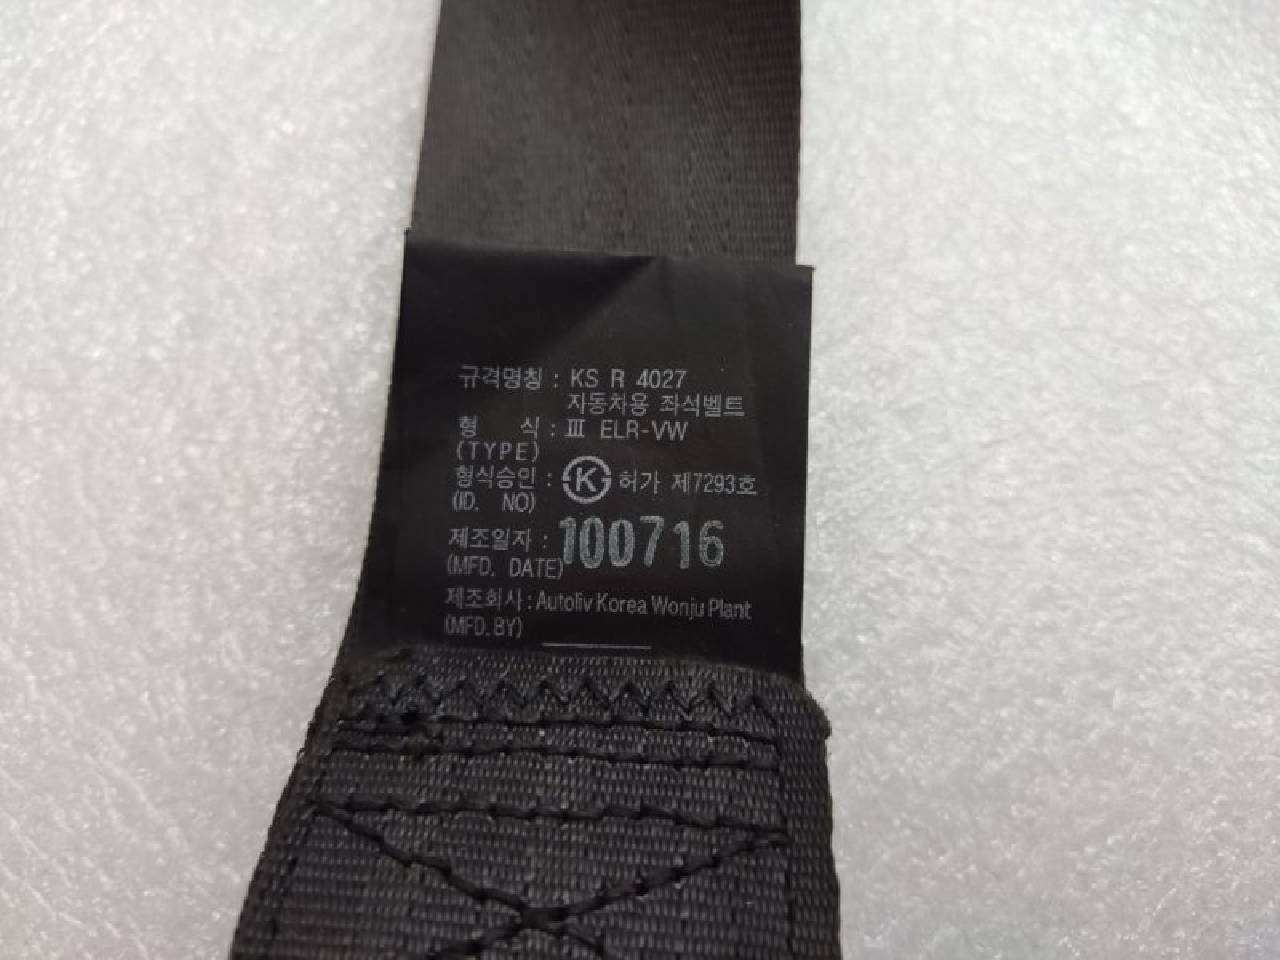 규격명칭 : KS R 4027
자동차용 좌석벨트
형 식 : Ⅲ ELR-VW
(TYPE)
형식승인 : K 허가 제7293호
(ID. NO)
제조일자 : 100716
(MFD. DATE)
제조회사 : Autoliv Korea Wonju Plant
(MFD. BY)